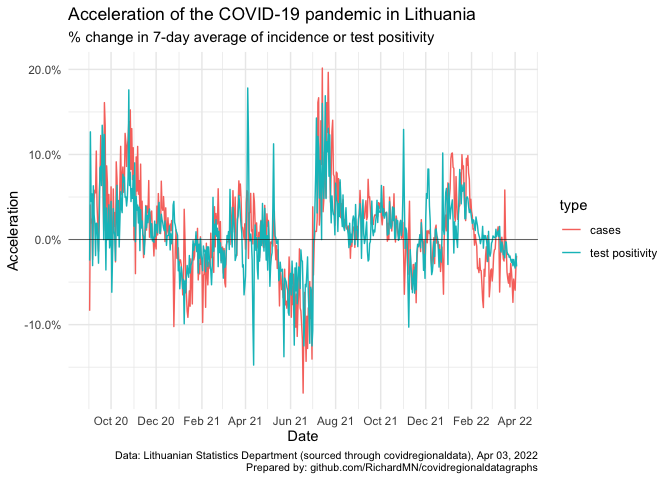 Acceleration of the COVID-19 pandemic in Lithuania
% change in 7-day average of incidence or test positivity
20.0%
10.0%
0.0%
-10.0%
Acceleration
Oct 20 Dec 20 Feb 21 Apr 21 Jun 21 Aug 21 Oct 21 Dec 21 Feb 22 Apr 22
Date
type
cases
test positivity
Data: Lithuanian Statistics Department (sourced through covidregionaldata), Apr 03, 2022
Prepared by: github.com/RichardMN/covidregionaldatagraphs